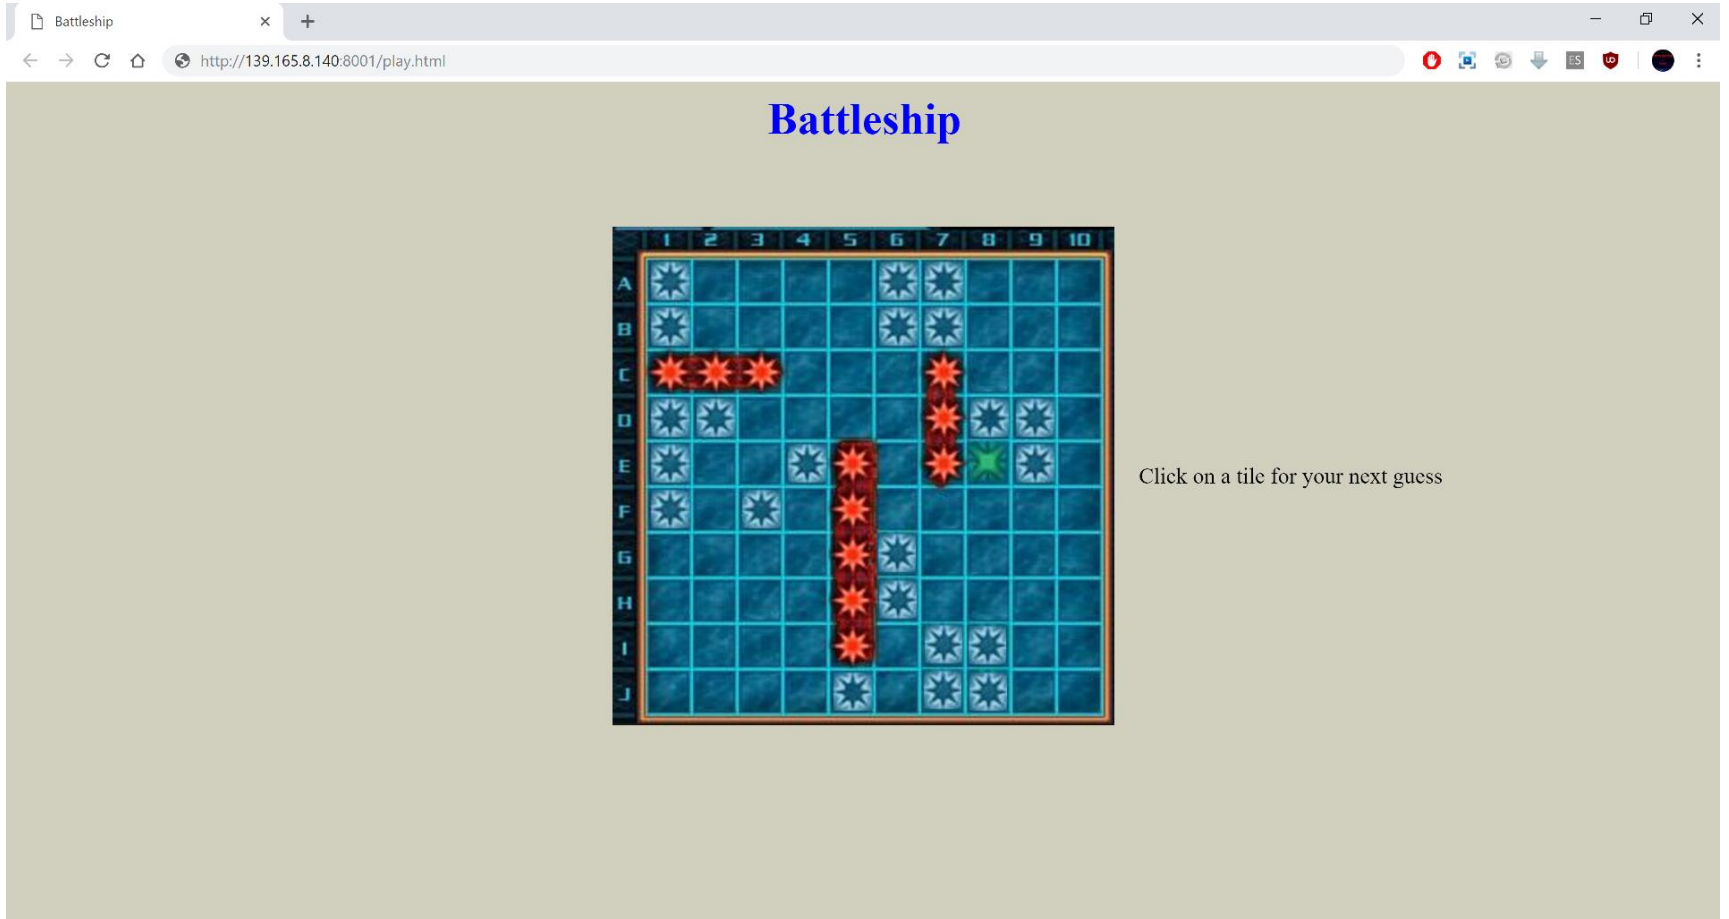 Battleship
http://139.165.8.140:8001/play.html
ES
Battleship
1 2 3 4 5 6 7 8 9 10
A
B
C
D
E
Click on a tile for your next guess
F
G
H
I
J